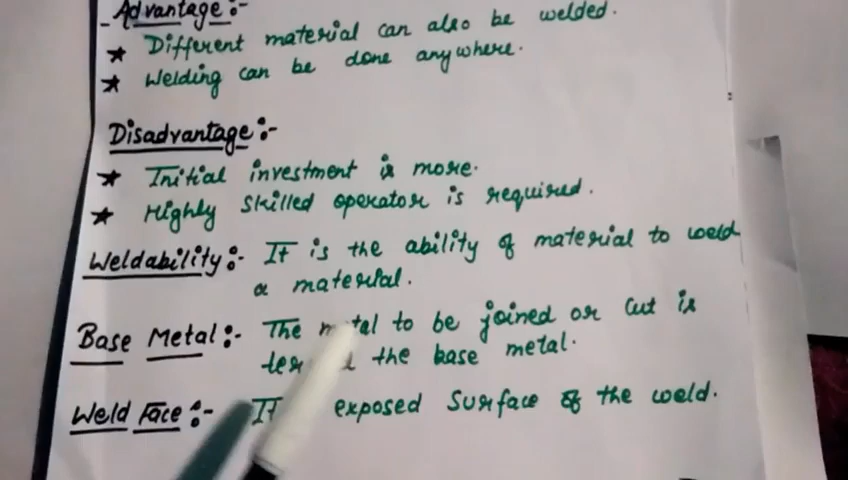 Advantage:-
* Different material can also be welded.
* Welding can be done anywhere.
Disadvantage:-
* Initial investment is more.
* Highly skilled operator is required.
Weldability:- It is the ability of material to weld
a material.
Base Metal:- The metal to be joined or cut is
the base metal.
Weld Face:- It exposed surface of the weld.